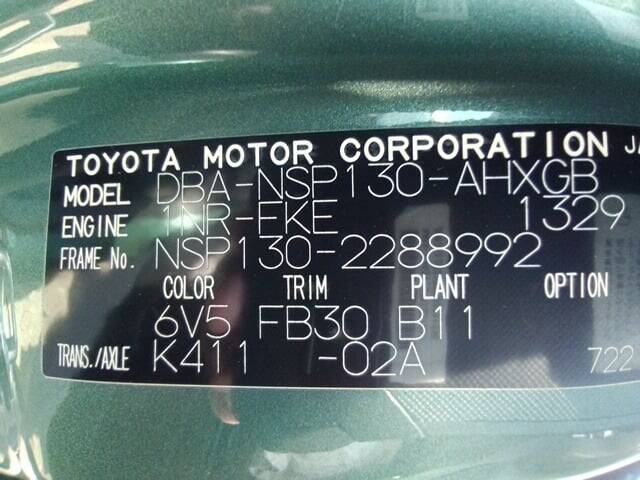 TOYOTA MOTOR CORPORATION JA
MODEL DBA-NSP130-AHXGB
ENGINE 1NR-FKE 1329
FRAME No. NSP130-2288992
COLOR TRIM PLANT OPTION
6V5 FB30 B11
TRANS./AXLE K411 -02A 722